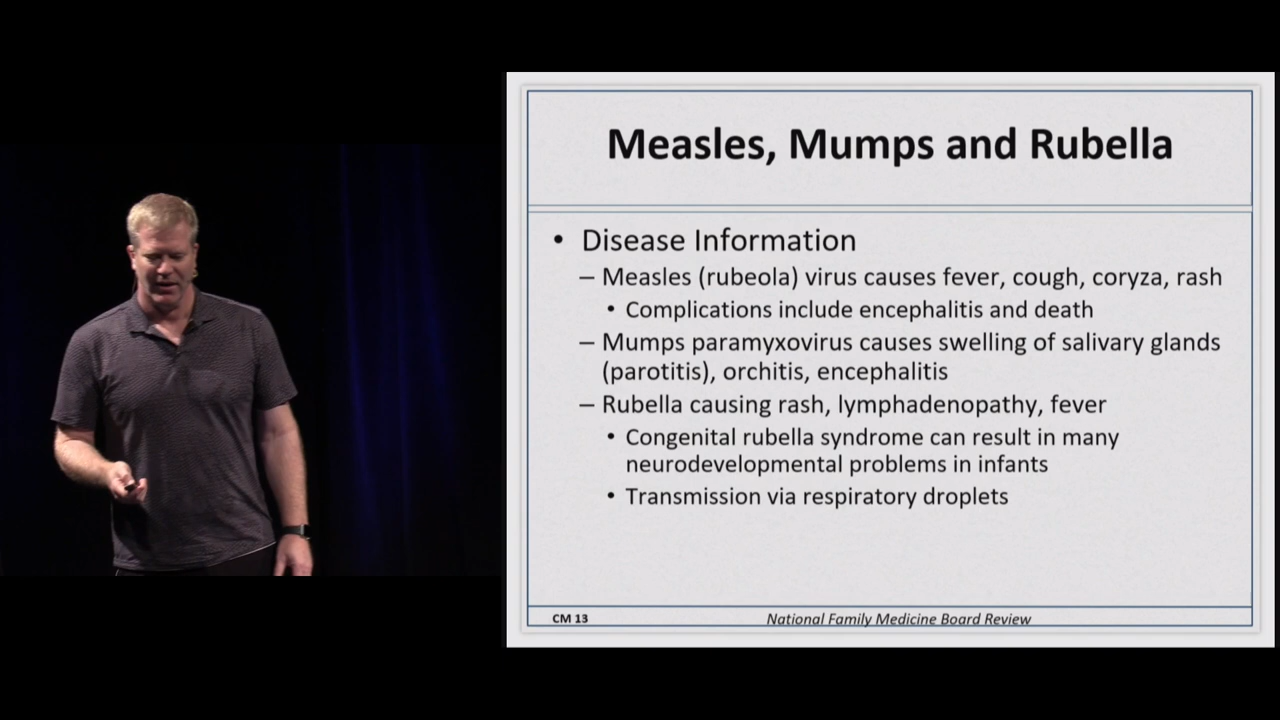 Measles, Mumps and Rubella
• Disease Information
– Measles (rubeola) virus causes fever, cough, coryza, rash
• Complications include encephalitis and death
– Mumps paramyxovirus causes swelling of salivary glands
(parotitis), orchitis, encephalitis
– Rubella causing rash, lymphadenopathy, fever
• Congenital rubella syndrome can result in many
neurodevelopmental problems in infants
• Transmission via respiratory droplets
CM 13
National Family Medicine Board Review